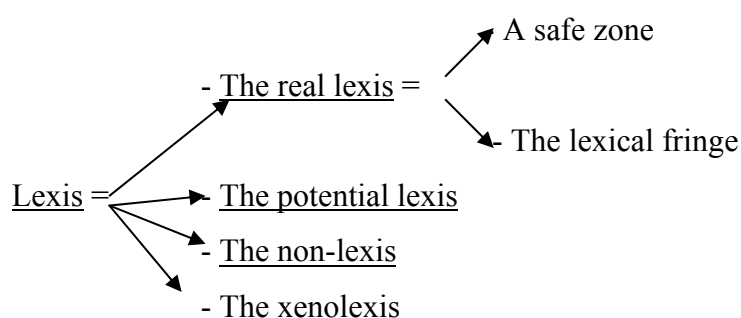 A safe zone
- The real lexis =
- The lexical fringe
Lexis =
- The potential lexis
- The non-lexis
- The xenolexis